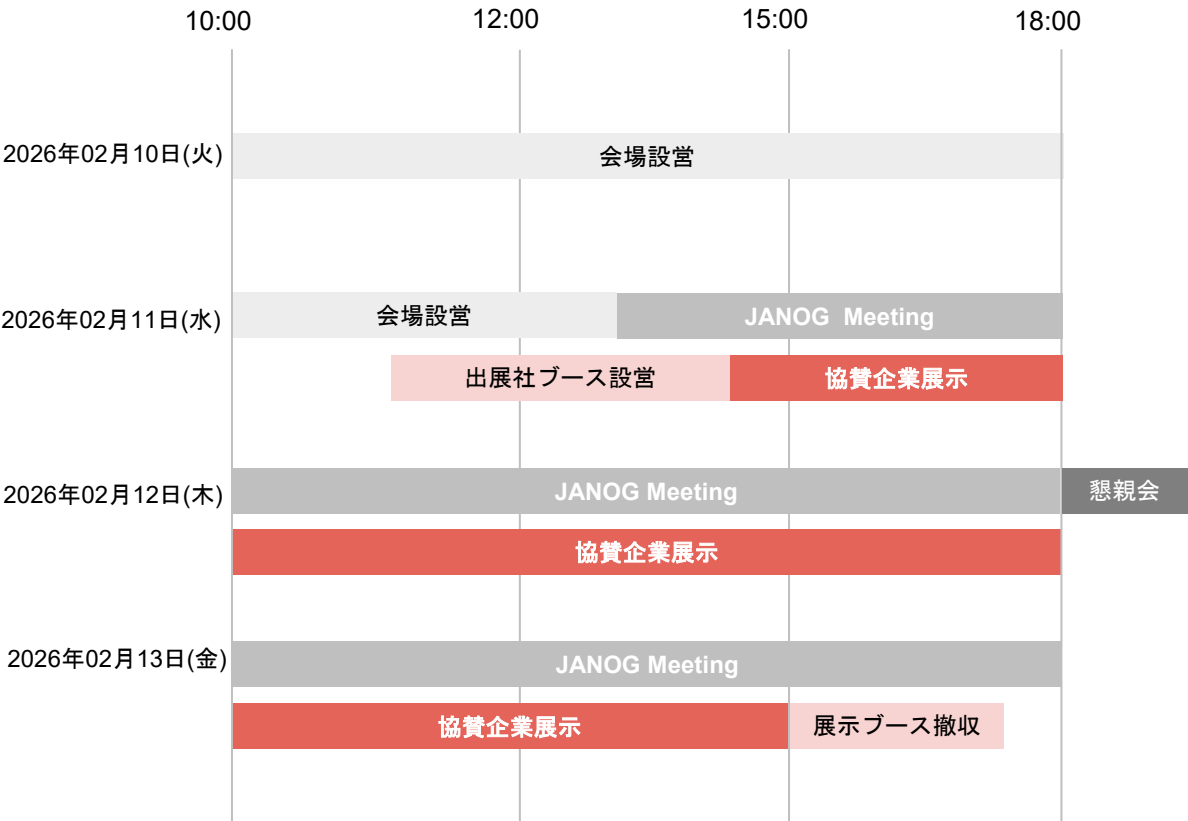 10:00 12:00 15:00 18:00
2026年02月10日(火) 会場設営
2026年02月11日(水) 会場設営 JANOG Meeting
出展社ブース設営 協賛企業展示
2026年02月12日(木) JANOG Meeting 懇親会
協賛企業展示
2026年02月13日(金) JANOG Meeting
協賛企業展示 展示ブース撤収